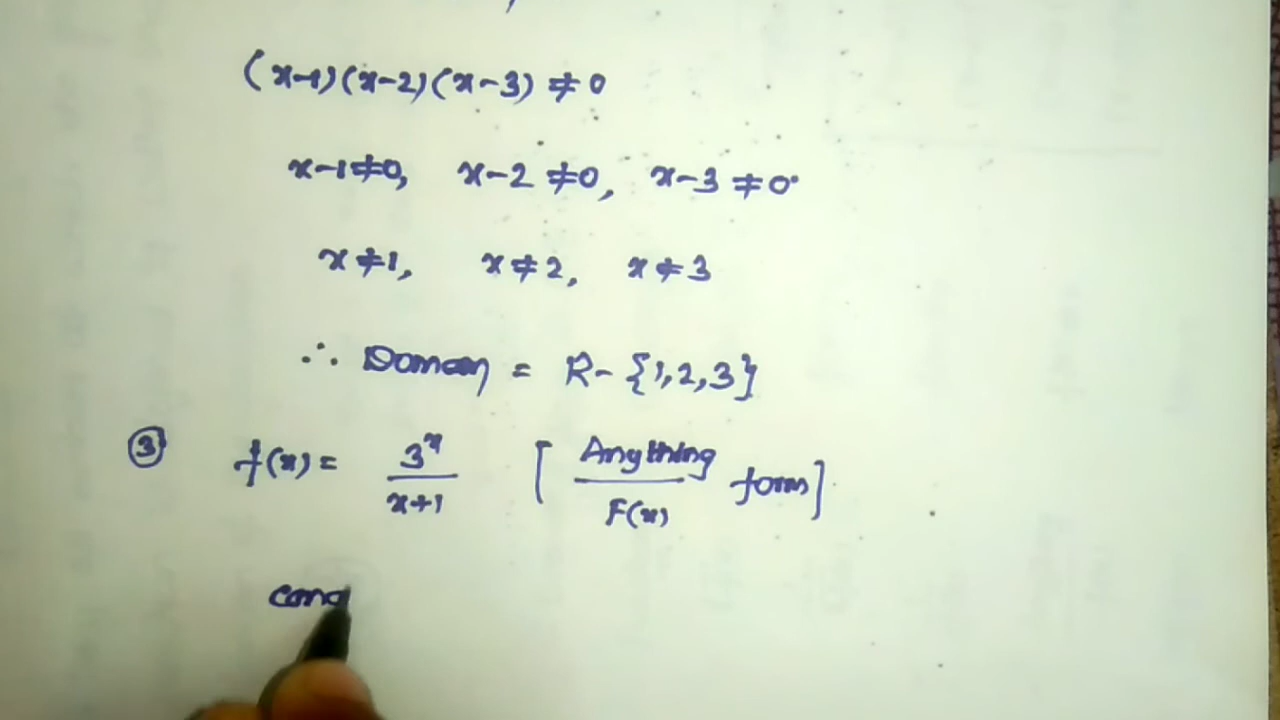 (x-1)(x-2)(x-3) ≠ 0
x-1≠0, x-2 ≠0, x-3 ≠0
x≠1, x≠2, x≠3
∴ Domain = R- {1,2,3}
③ f(x) = 3^x / x+1 [ Anything / F(x) form ]
cond